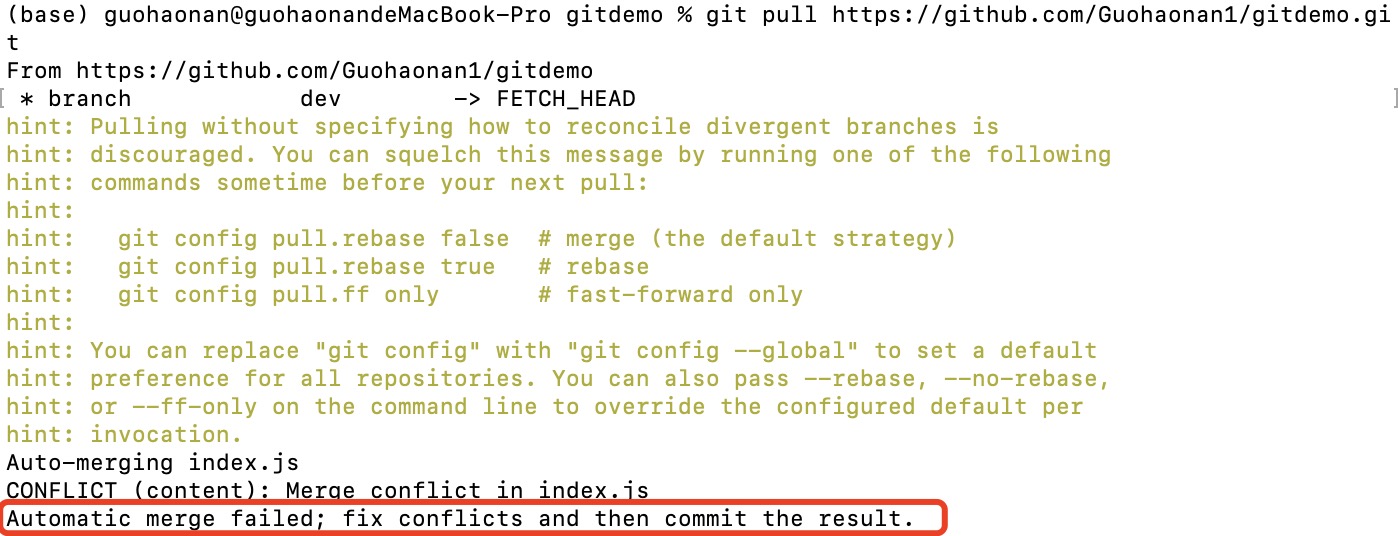 (base) guohaonan@guohaonandeMacBook-Pro gitdemo % git pull https://github.com/Guohaonan1/gitdemo.gi
t
From https://github.com/Guohaonan1/gitdemo
[ * branch            dev        -> FETCH_HEAD ]
hint: Pulling without specifying how to reconcile divergent branches is
hint: discouraged. You can squelch this message by running one of the following
hint: commands sometime before your next pull:
hint:
hint:   git config pull.rebase false  # merge (the default strategy)
hint:   git config pull.rebase true   # rebase
hint:   git config pull.ff only       # fast-forward only
hint:
hint: You can replace "git config" with "git config --global" to set a default
hint: preference for all repositories. You can also pass --rebase, --no-rebase,
hint: or --ff-only on the command line to override the configured default per
hint: invocation.
Auto-merging index.js
CONFLICT (content): Merge conflict in index.js
Automatic merge failed; fix conflicts and then commit the result.